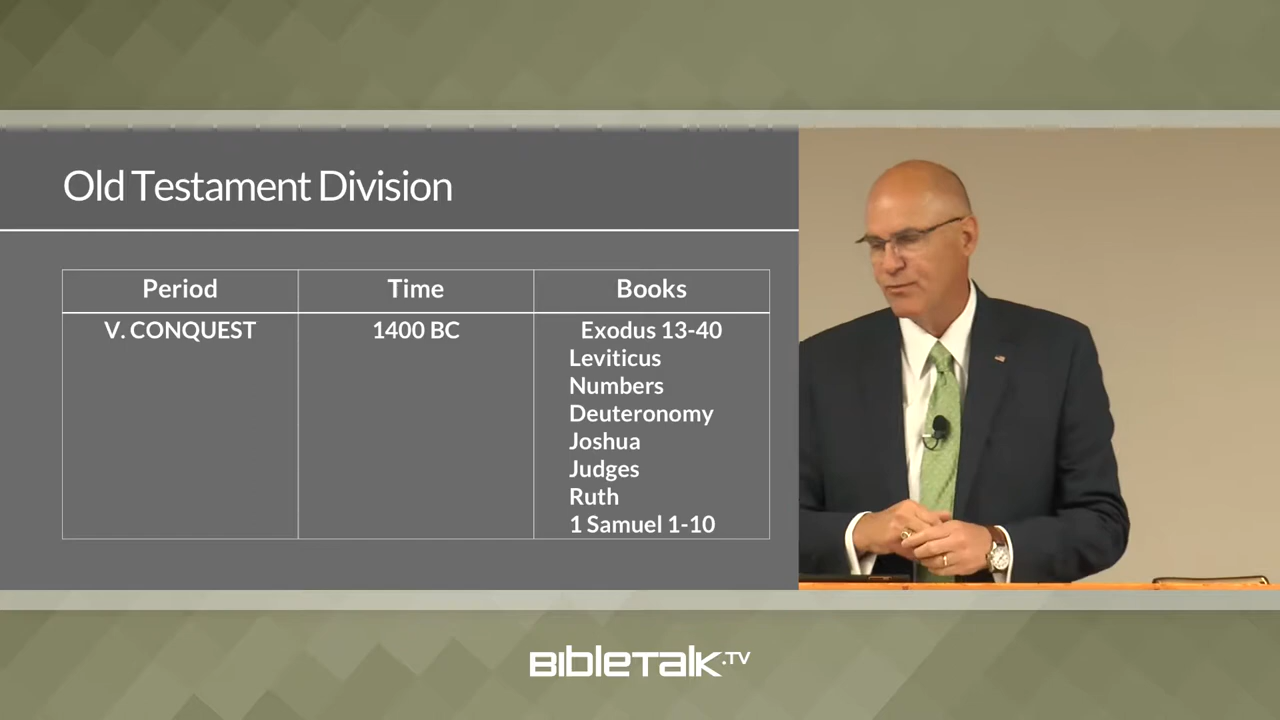 Old Testament Division
Period Time Books
V. CONQUEST 1400 BC Exodus 13-40
Leviticus
Numbers
Deuteronomy
Joshua
Judges
Ruth
1 Samuel 1-10
BibleTalk.TV